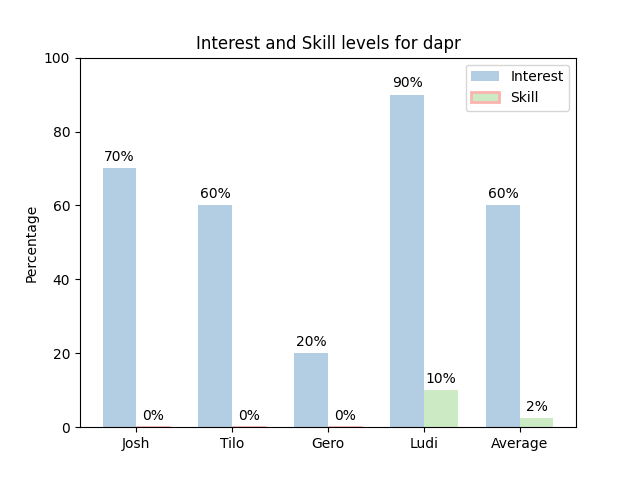 Interest and Skill levels for dapr
Interest
Skill
Percentage
100
80
60
40
20
0
70%
0%
60%
0%
20%
0%
90%
10%
60%
2%
Josh
Tilo
Gero
Ludi
Average